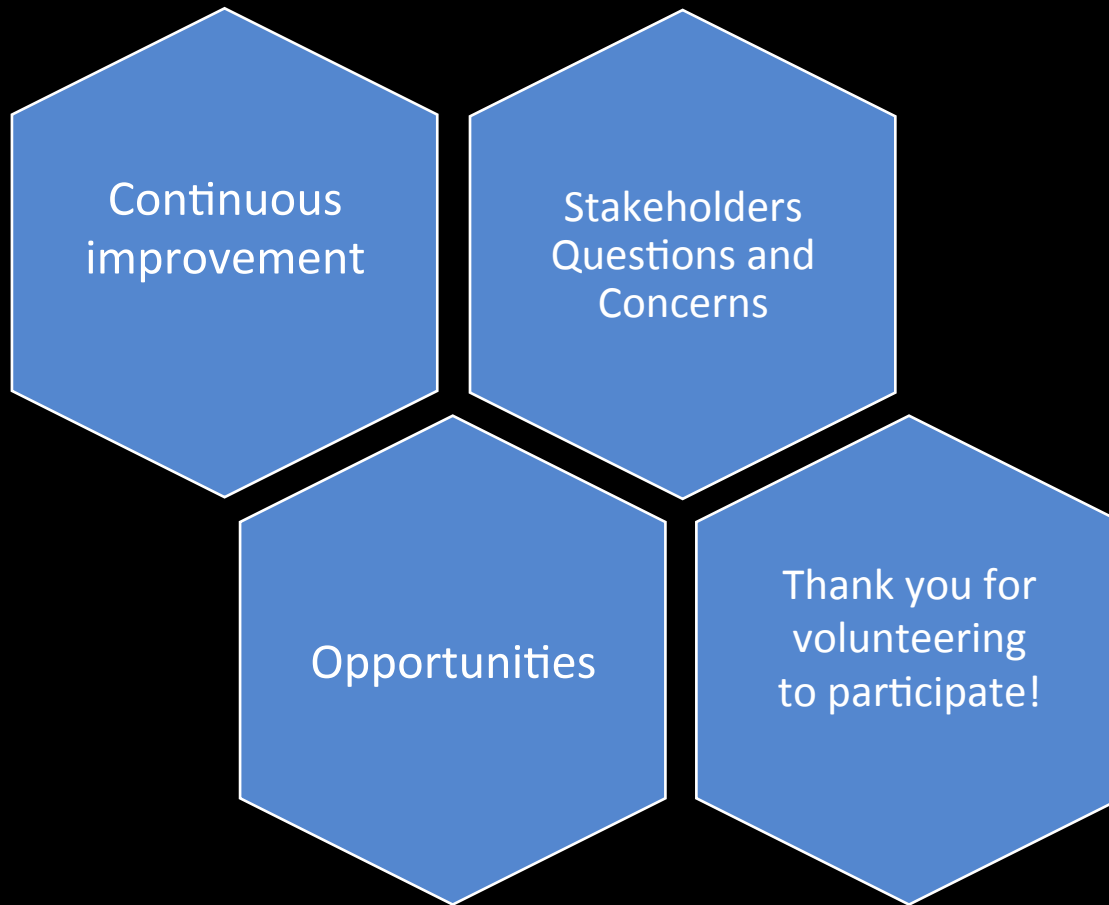 Continuous
improvement
Stakeholders
Questions and
Concerns
Opportunities
Thank you for
volunteering
to participate!